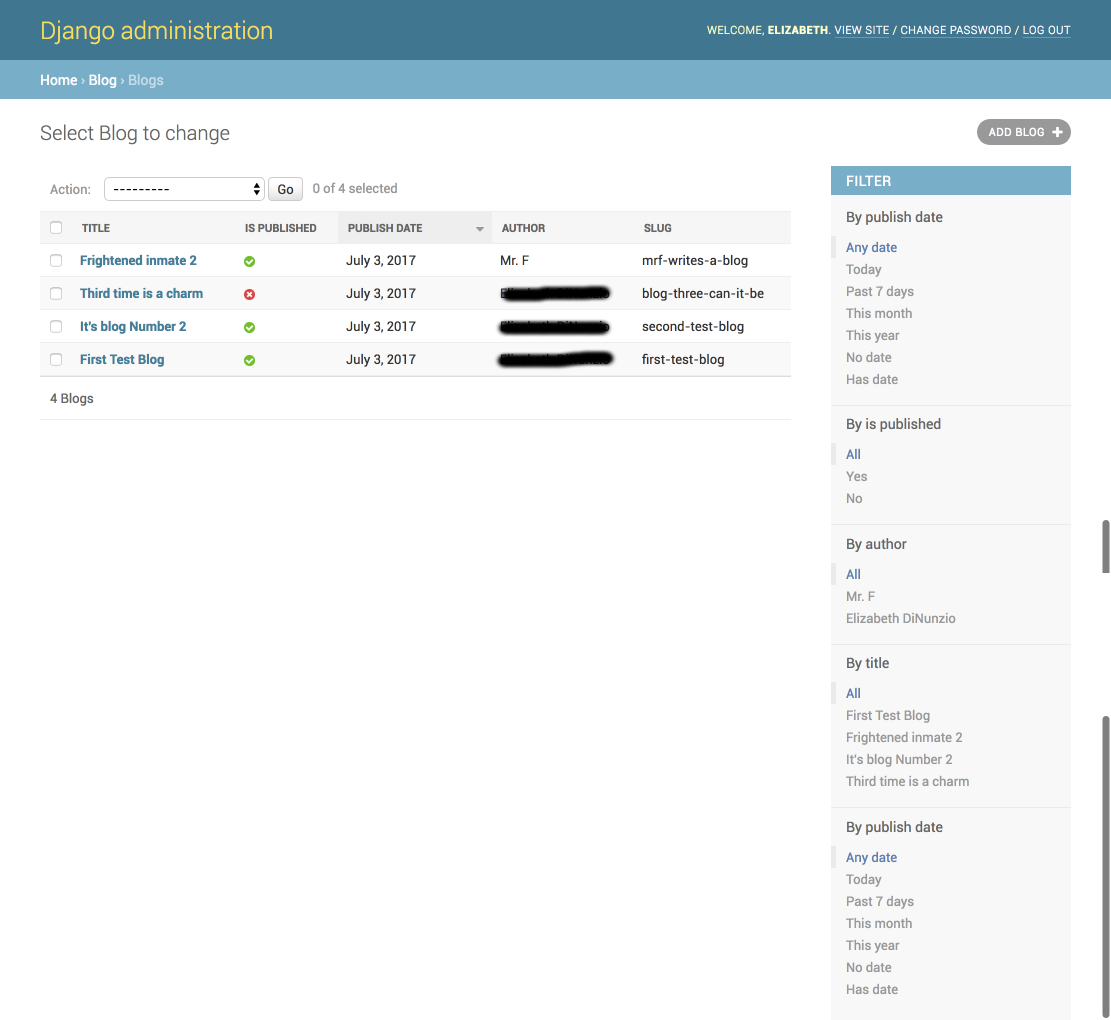 Django administration
WELCOME, ELIZABETH. VIEW SITE / CHANGE PASSWORD / LOG OUT
Home › Blog › Blogs
Select Blog to change
ADD BLOG +
Action: --------- Go 0 of 4 selected
TITLE IS PUBLISHED PUBLISH DATE AUTHOR SLUG
Frightened inmate 2 July 3, 2017 Mr. F mrf-writes-a-blog
Third time is a charm July 3, 2017 blog-three-can-it-be
It's blog Number 2 July 3, 2017 second-test-blog
First Test Blog July 3, 2017 first-test-blog
4 Blogs
FILTER
By publish date
Any date
Today
Past 7 days
This month
This year
No date
Has date
By is published
All
Yes
No
By author
All
Mr. F
Elizabeth DiNunzio
By title
All
First Test Blog
Frightened inmate 2
It's blog Number 2
Third time is a charm
By publish date
Any date
Today
Past 7 days
This month
This year
No date
Has date